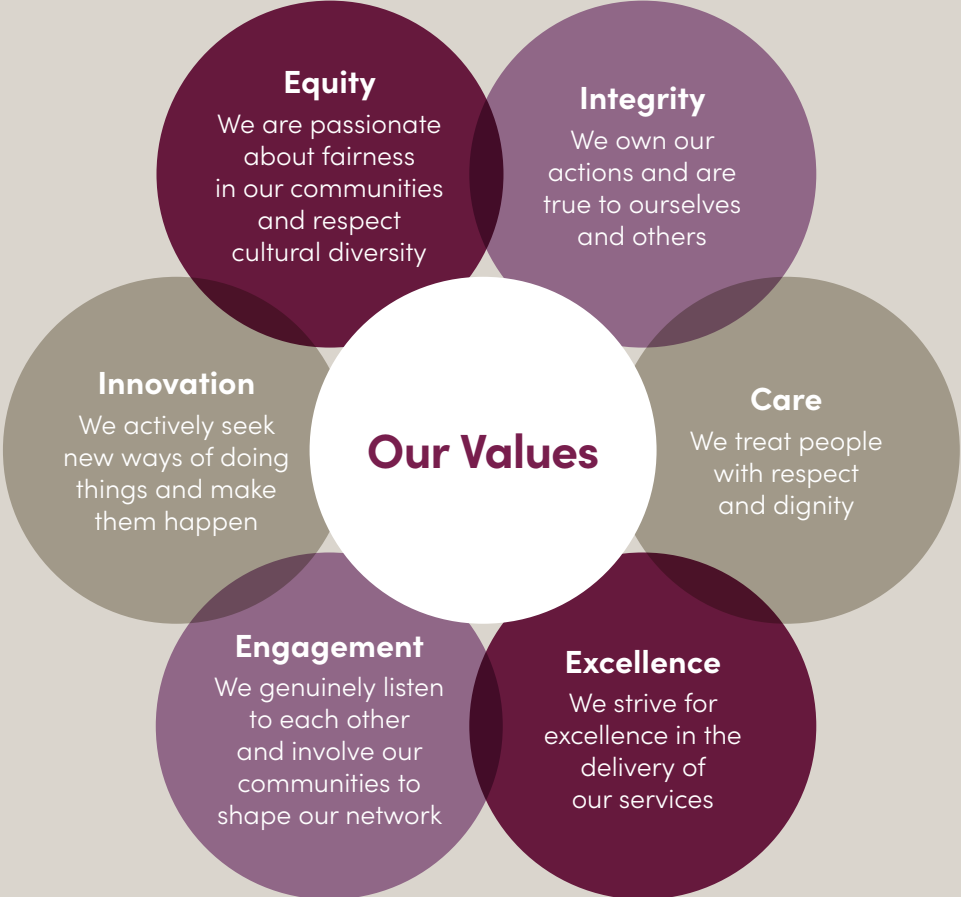 Equity
We are passionate
about fairness
in our communities
and respect
cultural diversity
Integrity
We own our
actions and are
true to ourselves
and others
Innovation
We actively seek
new ways of doing
things and make
them happen
Our Values
Care
We treat people
with respect
and dignity
Engagement
We genuinely listen
to each other
and involve our
communities to
shape our network
Excellence
We strive for
excellence in the
delivery of
our services